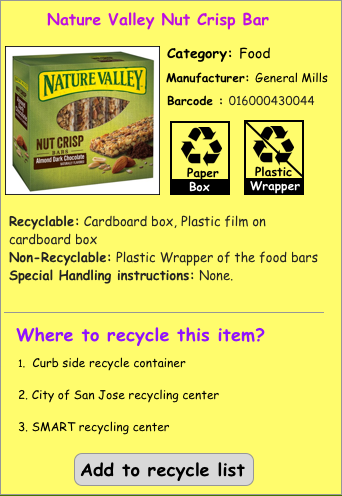 Nature Valley Nut Crisp Bar
Category: Food
Manufacturer: General Mills
Barcode : 016000430044
NATURE VALLEY
NUT CRISP
BARS
Almond Dark Chocolate
NATURALLY FLAVORED
Paper
Box
Plastic
Wrapper
Recyclable: Cardboard box, Plastic film on
cardboard box
Non-Recyclable: Plastic Wrapper of the food bars
Special Handling instructions: None.
Where to recycle this item?
1. Curb side recycle container
2. City of San Jose recycling center
3. SMART recycling center
Add to recycle list